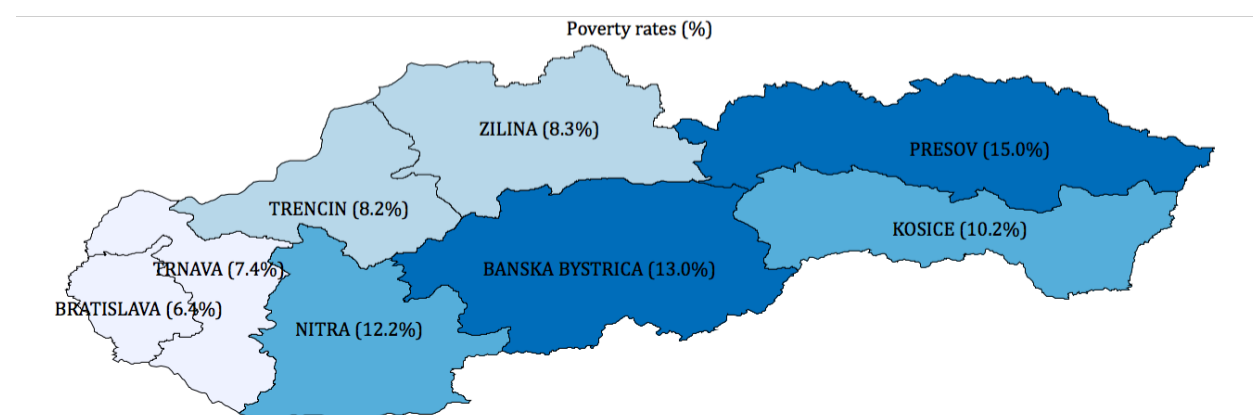 Poverty rates (%)
ZILINA (8.3%)
PRESOV (15.0%)
TRENCIN (8.2%)
KOSICE (10.2%)
TRNAVA (7.4%)
BANSKA BYSTRICA (13.0%)
BRATISLAVA (6.4%)
NITRA (12.2%)